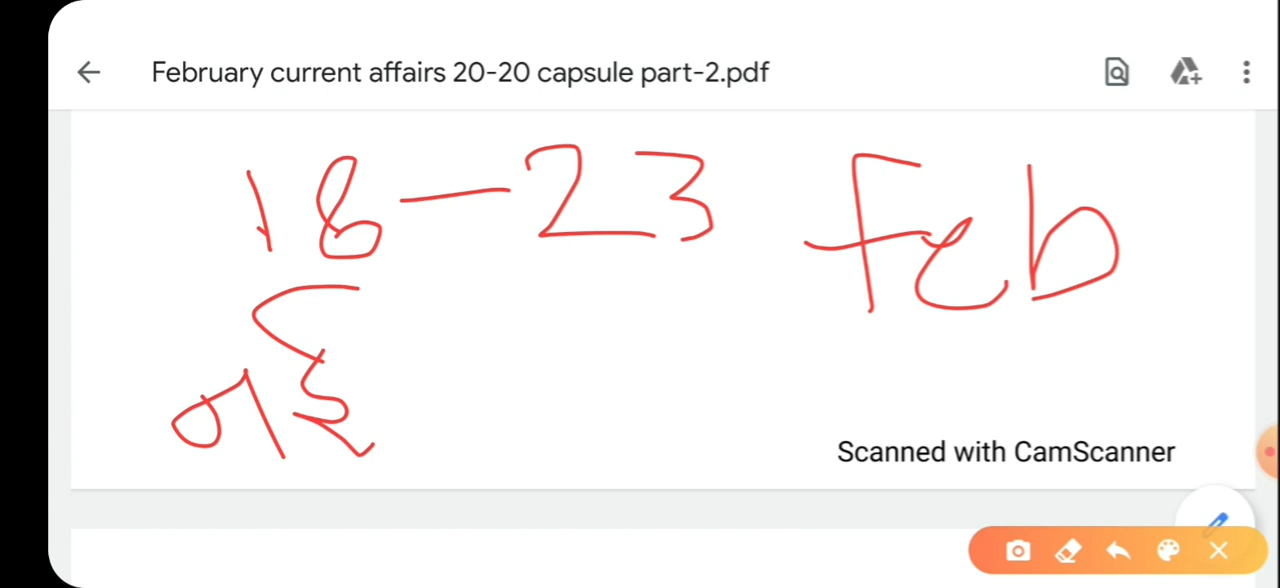 February current affairs 20-20 capsule part-2.pdf
18-23 Feb
Scanned with CamScanner